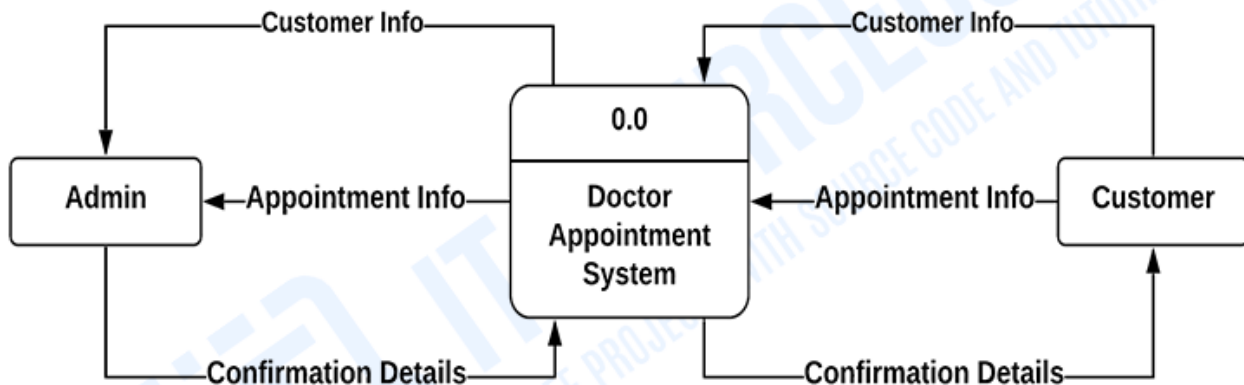 Customer Info
Customer Info
0.0
Admin
Appointment Info
Doctor
Appointment
System
Appointment Info
Customer
Confirmation Details
Confirmation Details